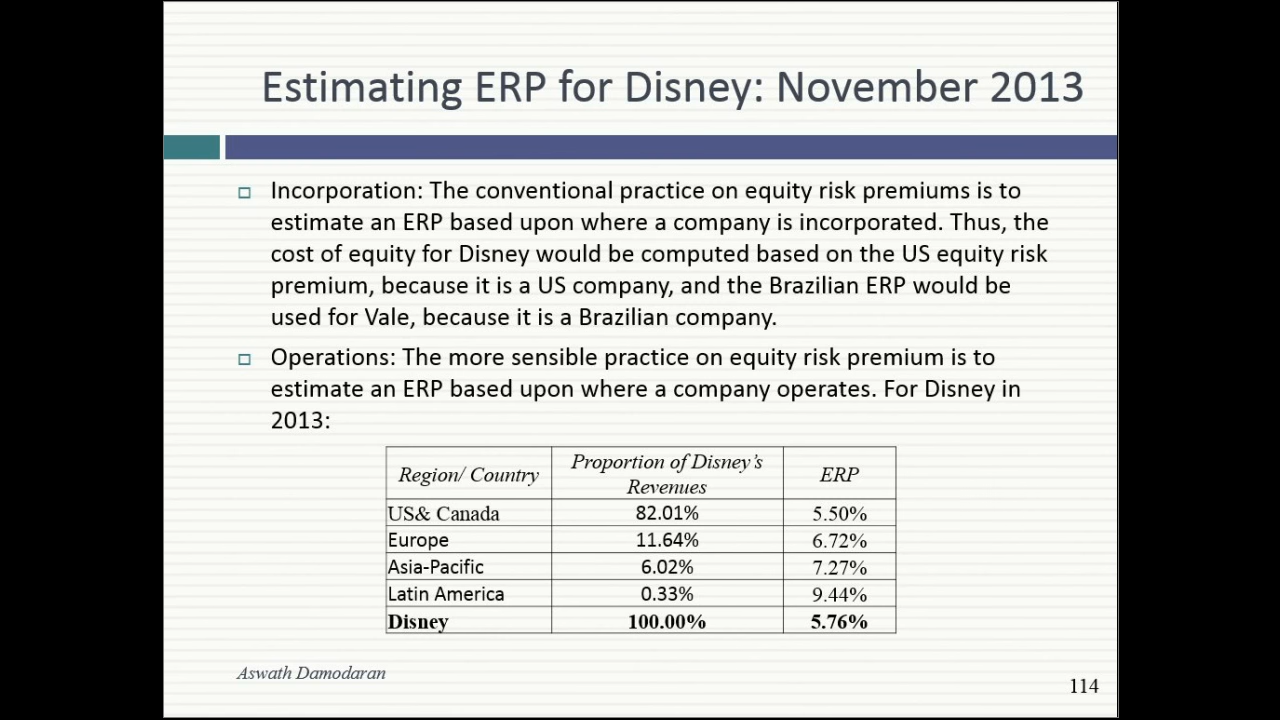 Estimating ERP for Disney: November 2013
Incorporation: The conventional practice on equity risk premiums is to
estimate an ERP based upon where a company is incorporated. Thus, the
cost of equity for Disney would be computed based on the US equity risk
premium, because it is a US company, and the Brazilian ERP would be
used for Vale, because it is a Brazilian company.
Operations: The more sensible practice on equity risk premium is to
estimate an ERP based upon where a company operates. For Disney in
2013:
Region/ Country Proportion of Disney’s ERP
Revenues
US& Canada 82.01% 5.50%
Europe 11.64% 6.72%
Asia-Pacific 6.02% 7.27%
Latin America 0.33% 9.44%
Disney 100.00% 5.76%
Aswath Damodaran
114